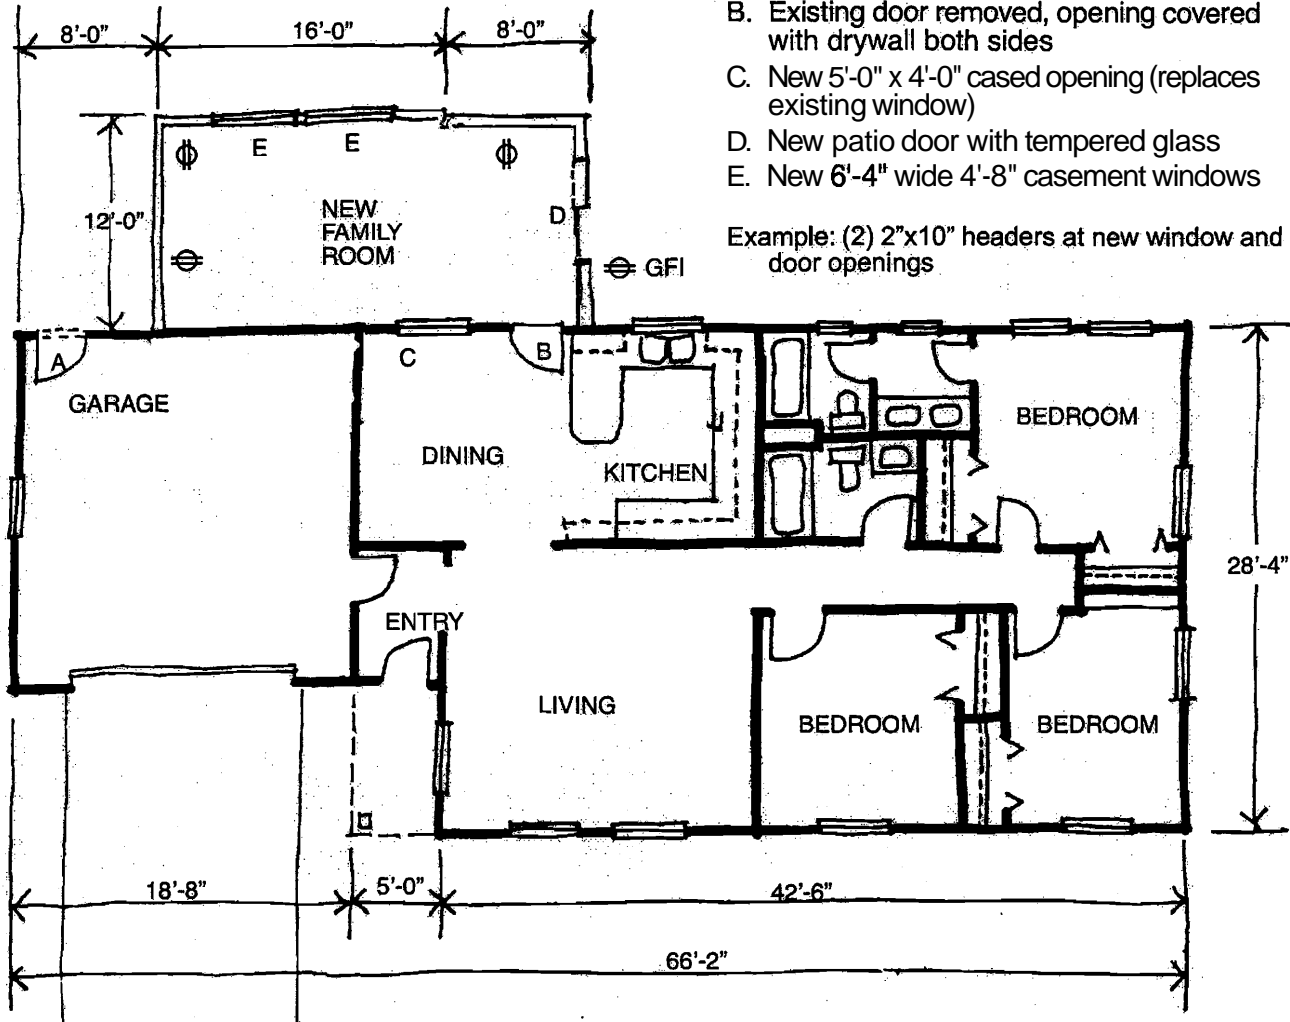 B. Existing door removed, opening covered
with drywall both sides
C. New 5'-0" x 4'-0" cased opening (replaces
existing window)
D. New patio door with tempered glass
E. New 6'-4" wide 4'-8" casement windows
Example: (2) 2"x10" headers at new window and
door openings
8'-0"
16'-0"
8'-0"
E
E
12'-0"
NEW
FAMILY
ROOM
D
GFI
A
C
B
GARAGE
BEDROOM
DINING
KITCHEN
28'-4"
ENTRY
LIVING
BEDROOM
BEDROOM
18'-8"
5'-0"
42'-6"
66'-2"